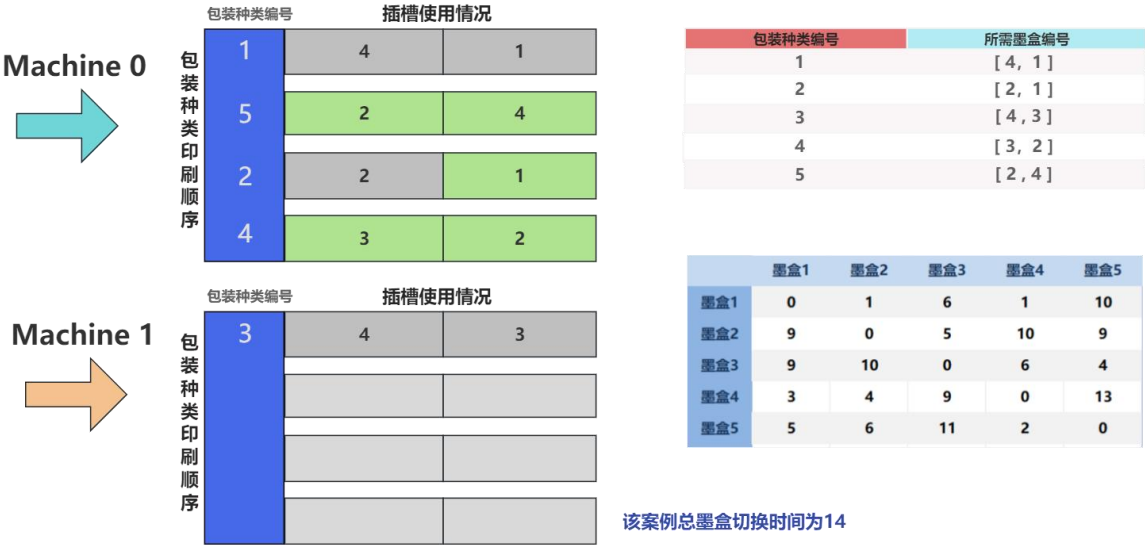 包装种类编号 插槽使用情况
Machine 0
包装种类印刷顺序
1 4 1
5 2 4
2 2 1
4 3 2
包装种类编号 插槽使用情况
Machine 1
包装种类印刷顺序
3 4 3
包装种类编号 所需墨盒编号
1 [ 4, 1 ]
2 [ 2, 1 ]
3 [ 4 , 3 ]
4 [ 3, 2 ]
5 [ 2 , 4 ]
墨盒1 墨盒2 墨盒3 墨盒4 墨盒5
墨盒1 0 1 6 1 10
墨盒2 9 0 5 10 9
墨盒3 9 10 0 6 4
墨盒4 3 4 9 0 13
墨盒5 5 6 11 2 0
该案例总墨盒切换时间为14